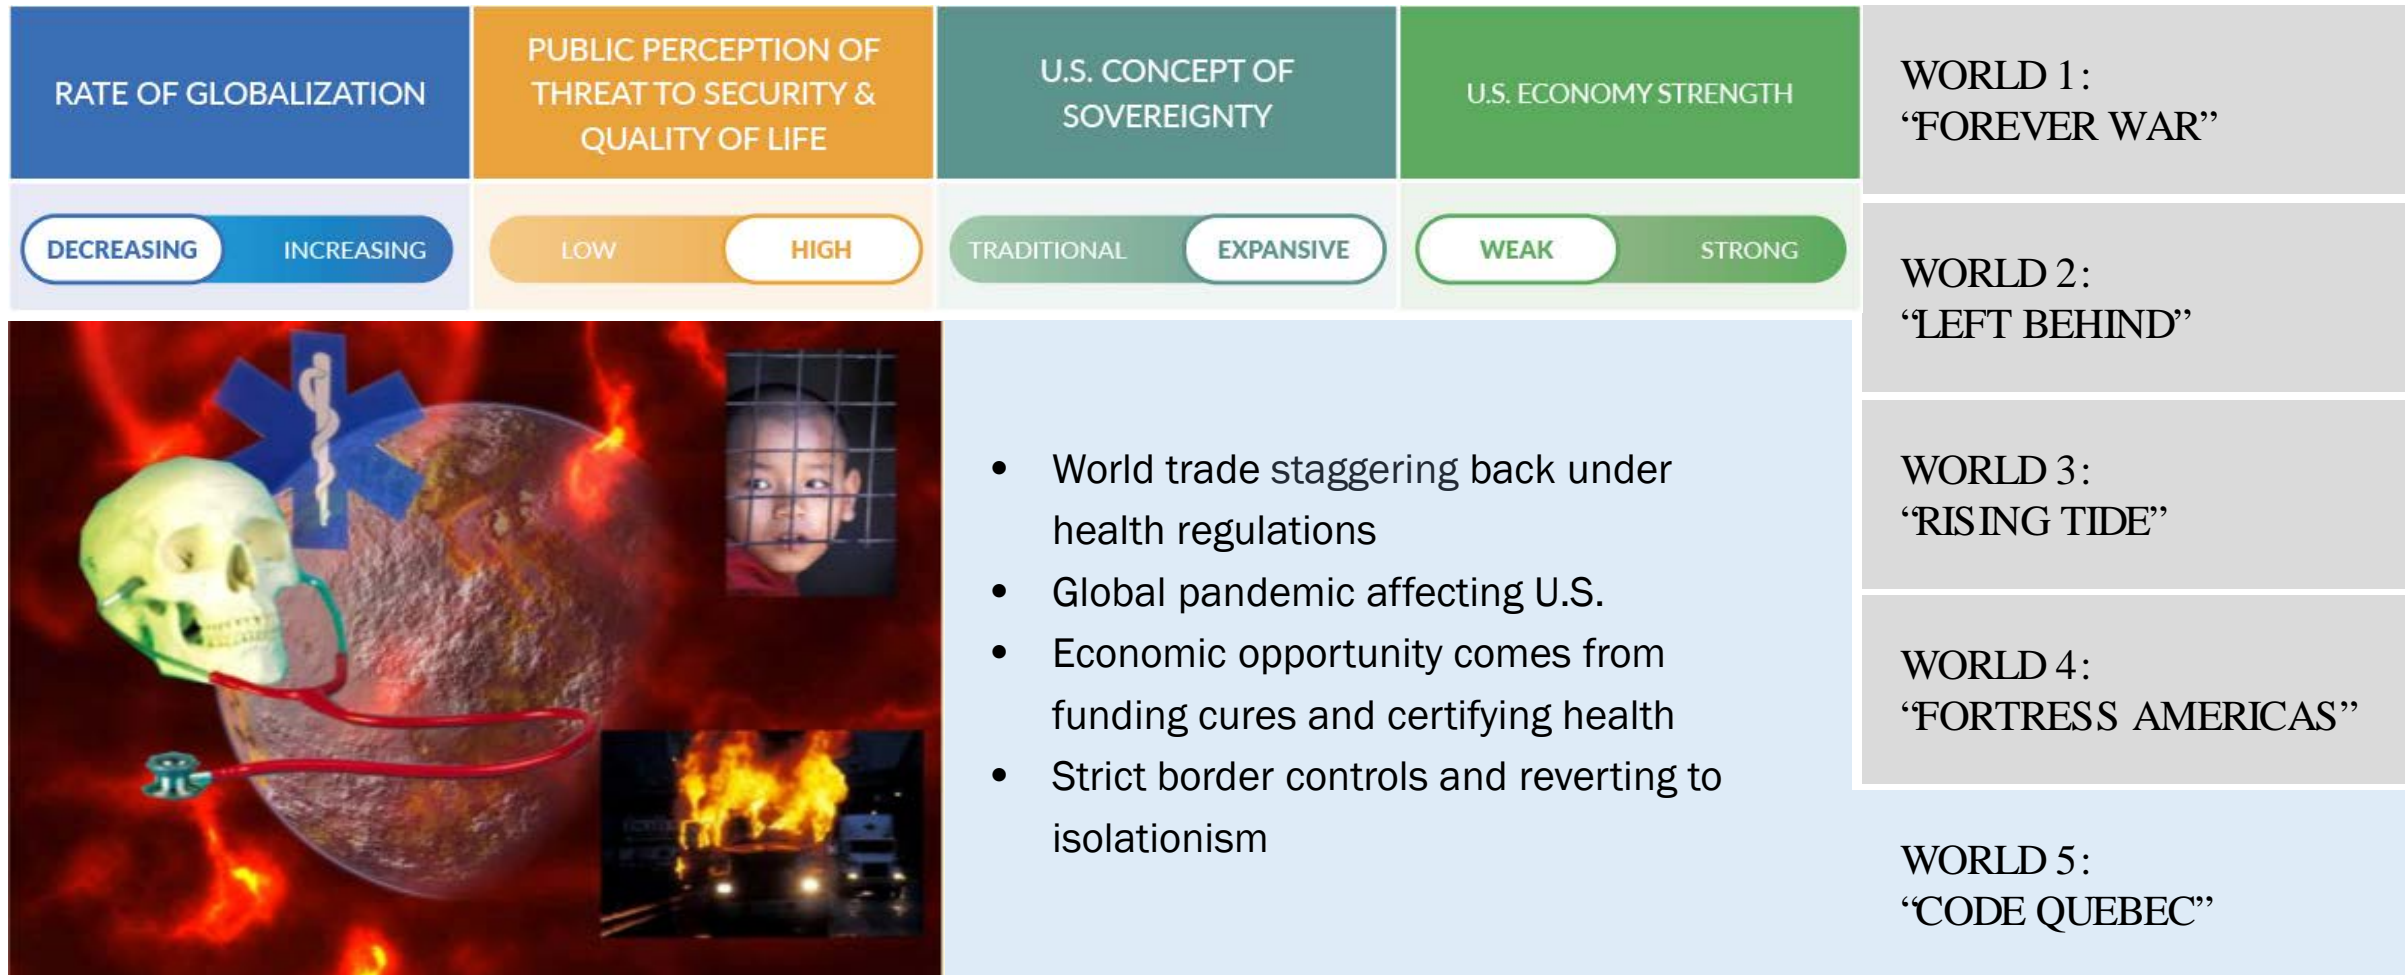 RATE OF GLOBALIZATION
PUBLIC PERCEPTION OF
THREAT TO SECURITY &
QUALITY OF LIFE
U.S. CONCEPT OF
SOVEREIGNTY
U.S. ECONOMY STRENGTH
DECREASING INCREASING
LOW HIGH
TRADITIONAL EXPANSIVE
WEAK STRONG
• World trade staggering back under
health regulations
• Global pandemic affecting U.S.
• Economic opportunity comes from
funding cures and certifying health
• Strict border controls and reverting to
isolationism
WORLD 1:
“FOREVER WAR”
WORLD 2:
“LEFT BEHIND”
WORLD 3:
“RISING TIDE”
WORLD 4:
“FORTRESS AMERICAS”
WORLD 5:
“CODE QUEBEC”